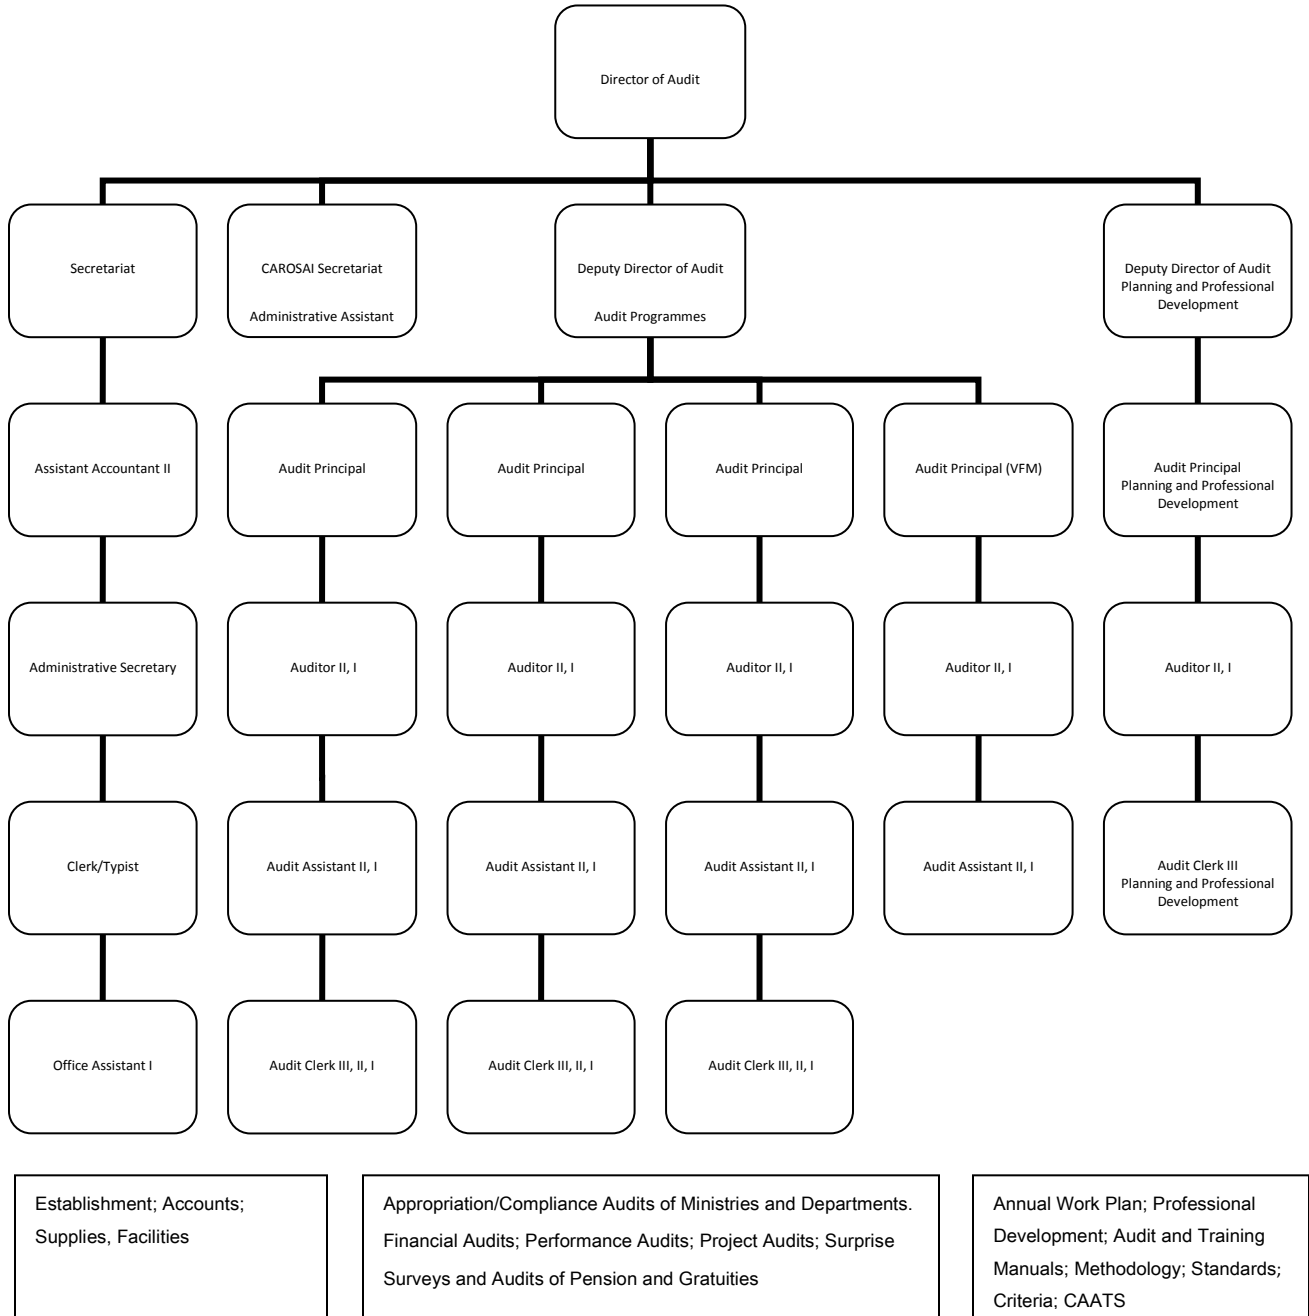 Director of Audit
Secretariat
CAROSAI Secretariat
Administrative Assistant
Deputy Director of Audit
Audit Programmes
Deputy Director of Audit
Planning and Professional
Development
Assistant Accountant II
Audit Principal
Audit Principal
Audit Principal
Audit Principal (VFM)
Audit Principal
Planning and Professional
Development
Administrative Secretary
Auditor II, I
Auditor II, I
Auditor II, I
Auditor II, I
Auditor II, I
Clerk/Typist
Audit Assistant II, I
Audit Assistant II, I
Audit Assistant II, I
Audit Assistant II, I
Audit Clerk III
Planning and Professional
Development
Office Assistant I
Audit Clerk III, II, I
Audit Clerk III, II, I
Audit Clerk III, II, I
Establishment; Accounts;
Supplies, Facilities
Appropriation/Compliance Audits of Ministries and Departments.
Financial Audits; Performance Audits; Project Audits; Surprise
Surveys and Audits of Pension and Gratuities
Annual Work Plan; Professional
Development; Audit and Training
Manuals; Methodology; Standards;
Criteria; CAATS